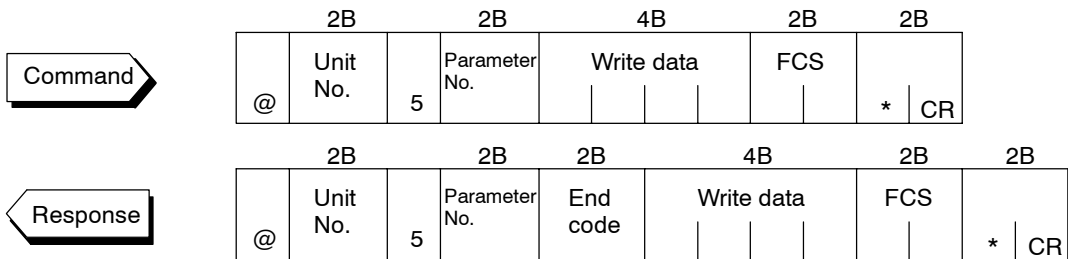 2B 2B 4B 2B 2B
Command @ Unit No. 5 Parameter No. Write data FCS * CR
2B 2B 2B 4B 2B 2B
Response @ Unit No. 5 Parameter No. End code Write data FCS * CR